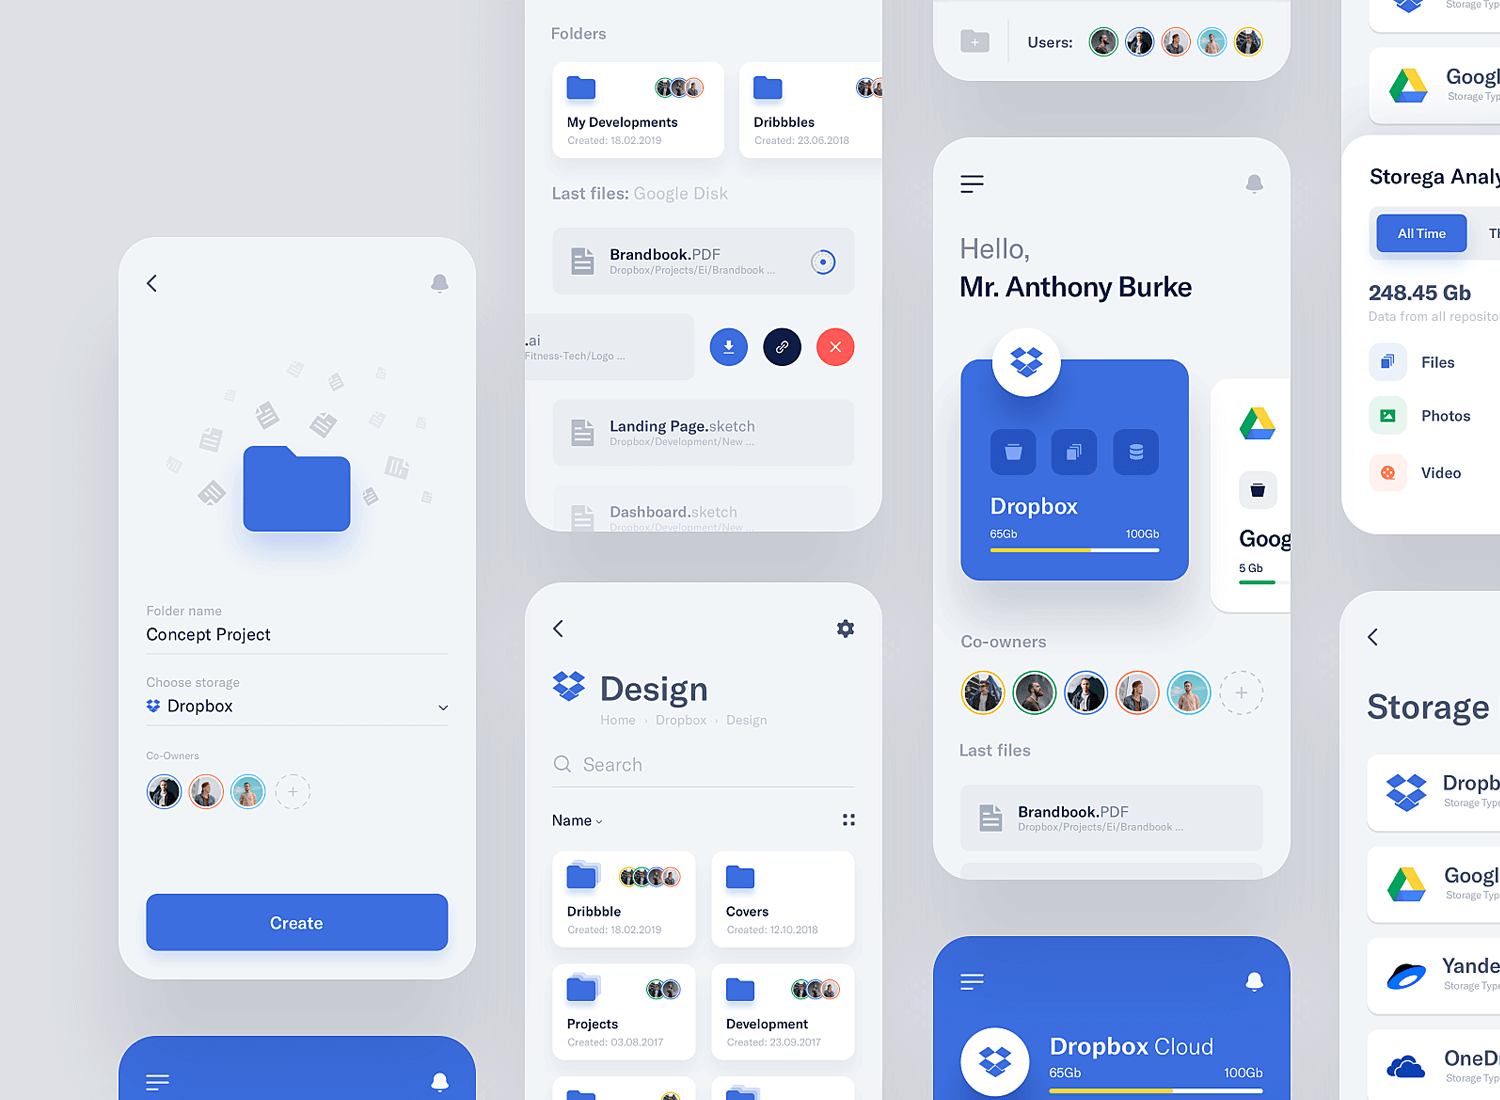 Folder name
Concept Project
Choose storage
Dropbox
Co-Owners
Create
Folders
My Developments
Created: 18.02.2019
Dribbbles
Created: 23.06.2018
Last files: Google Disk
Brandbook.PDF
Dropbox/Projects/Ei/Brandbook ...
.ai
Fitness-Tech/Logo ...
Landing Page.sketch
Dropbox/Development/New ...
Dashboard.sketch
Dropbox/Development/New ...
Design
Home › Dropbox › Design
Search
Name
Dribbble
Created: 18.02.2019
Covers
Created: 12.10.2018
Projects
Created: 03.08.2017
Development
Created: 23.09.2017
Users:
Hello,
Mr. Anthony Burke
Dropbox
65Gb
100Gb
Goog
5 Gb
Co-owners
Last files
Brandbook.PDF
Dropbox/Projects/Ei/Brandbook ...
Dropbox Cloud
65Gb
100Gb
Storage Typ
Googl
Storage Typ
Storega Analy
All Time
Th
248.45 Gb
Data from all reposito
Files
Photos
Video
Storage
Dropb
Storage Type
Googl
Storage Type
Yande
Storage Type
OneDr
Storage Type